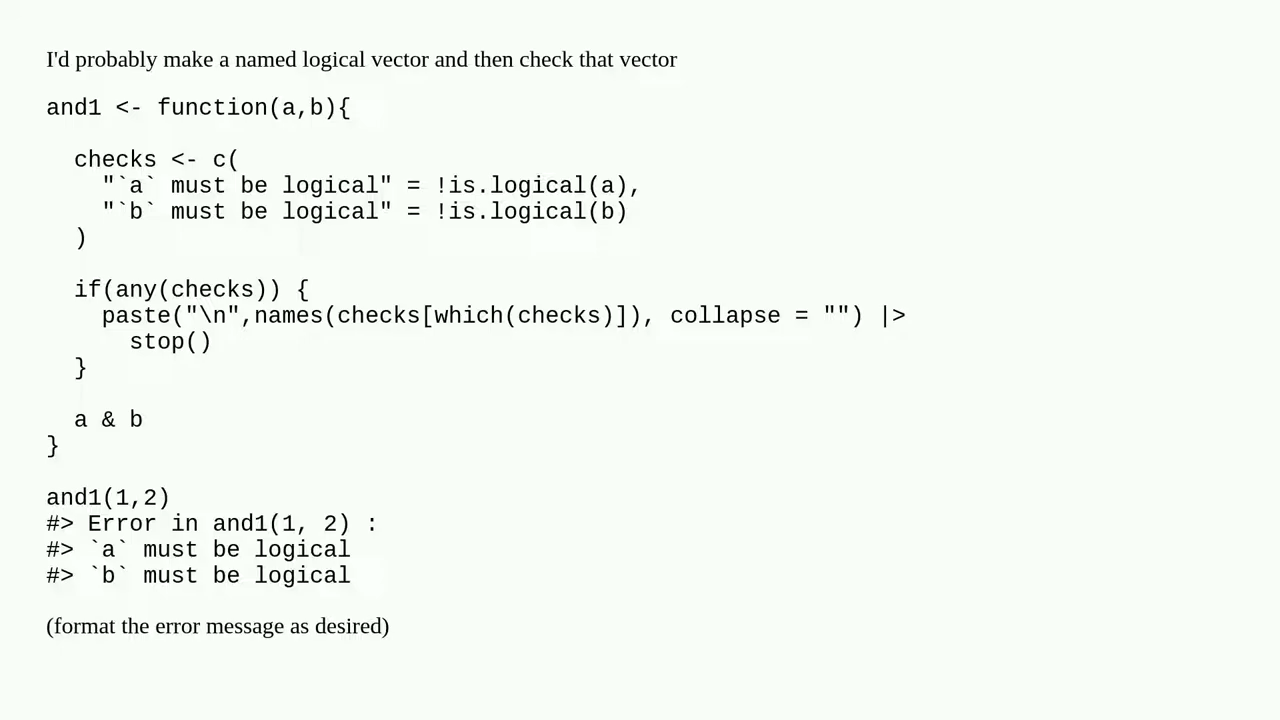 I'd probably make a named logical vector and then check that vector
and1 <- function(a,b){
  checks <- c(
    "`a` must be logical" = !is.logical(a),
    "`b` must be logical" = !is.logical(b)
  )
  if(any(checks)) {
    paste("\n",names(checks[which(checks)]), collapse = "") |>
      stop()
  }
  a & b
}
and1(1,2)
#> Error in and1(1, 2) :
#> `a` must be logical
#> `b` must be logical
(format the error message as desired)